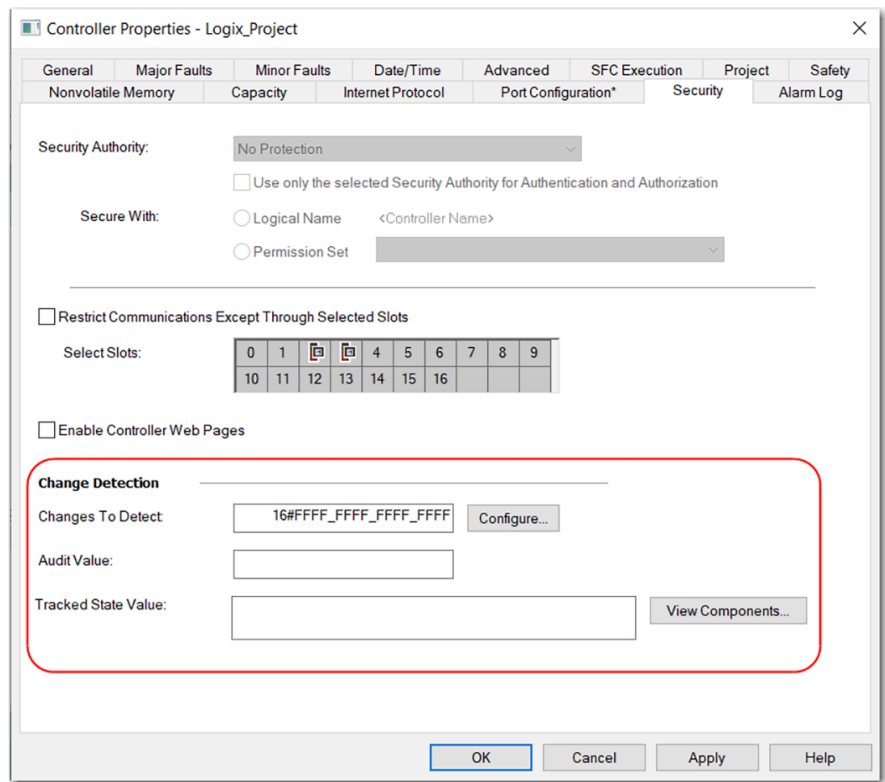 Controller Properties - Logix_Project
General Major Faults Minor Faults Date/Time Advanced SFC Execution Project Safety
Nonvolatile Memory Capacity Internet Protocol Port Configuration* Security Alarm Log
Security Authority: No Protection
Use only the selected Security Authority for Authentication and Authorization
Secure With: Logical Name <Controller Name>
Permission Set
Restrict Communications Except Through Selected Slots
Select Slots: 0 1 4 5 6 7 8 9
10 11 12 13 14 15 16
Enable Controller Web Pages
Change Detection
Changes To Detect: 16#FFFF_FFFF_FFFF_FFFF Configure...
Audit Value:
Tracked State Value: View Components...
OK Cancel Apply Help